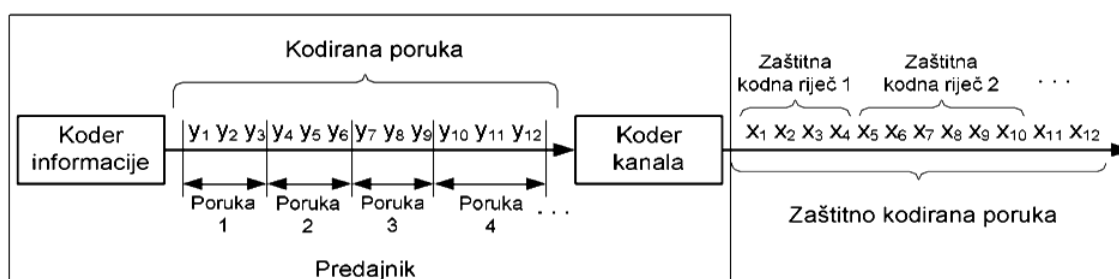 Kodirana poruka
Zaštitna
kodna riječ 1
Zaštitna
kodna riječ 2
. . .
Koder
informacije
y₁ y₂ y₃ y₄ y₅ y₆ y₇ y₈ y₉ y₁₀ y₁₁ y₁₂
Koder
kanala
x₁ x₂ x₃ x₄ x₅ x₆ x₇ x₈ x₉ x₁₀ x₁₁ x₁₂
Poruka
1
Poruka
2
Poruka
3
Poruka
4
. . .
Zaštitno kodirana poruka
Predajnik